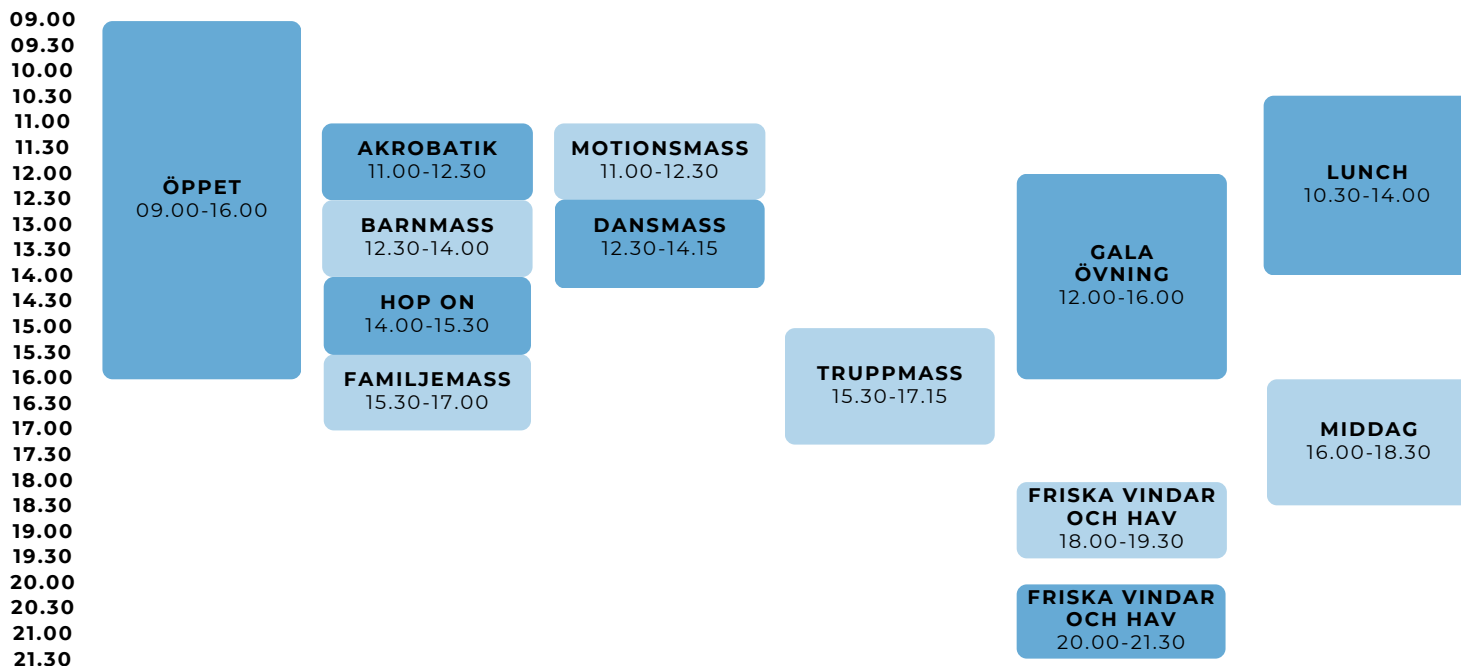 09.00
09.30
10.00
10.30
11.00
11.30
12.00
12.30
13.00
13.30
14.00
14.30
15.00
15.30
16.00
16.30
17.00
17.30
18.00
18.30
19.00
19.30
20.00
20.30
21.00
21.30
ÖPPET
09.00-16.00
AKROBATIK
11.00-12.30
BARNMASS
12.30-14.00
HOP ON
14.00-15.30
FAMILJEMASS
15.30-17.00
MOTIONSMASS
11.00-12.30
DANSMASS
12.30-14.15
TRUPPMASS
15.30-17.15
GALA
ÖVNING
12.00-16.00
FRISKA VINDAR
OCH HAV
18.00-19.30
FRISKA VINDAR
OCH HAV
20.00-21.30
LUNCH
10.30-14.00
MIDDAG
16.00-18.30